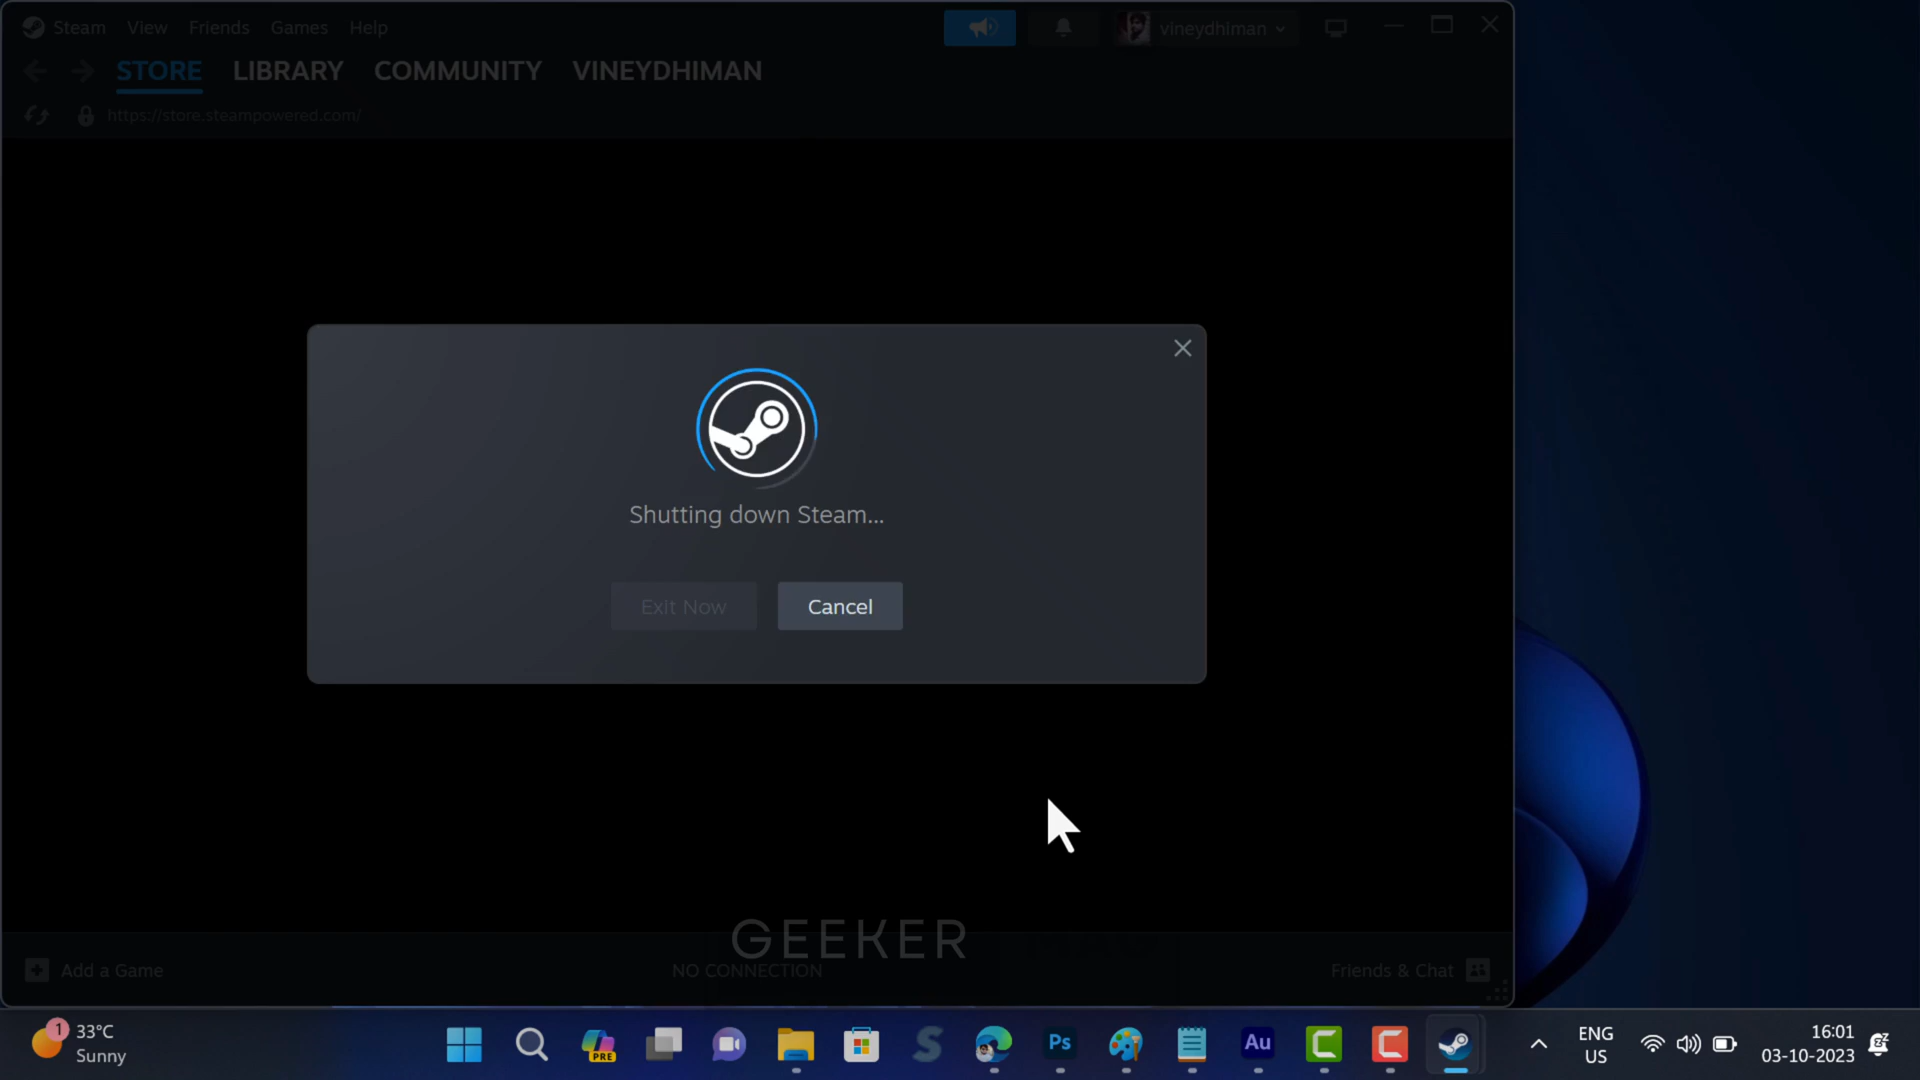 Steam View Friends Games Help vineydhiman
STORE LIBRARY COMMUNITY VINEYDHIMAN
https://store.steampowered.com/
Shutting down Steam...
Exit Now Cancel
GEEKER
Add a Game NO CONNECTION Friends & Chat
1 33°C
Sunny
PRE
Ps
Au
ENG
US
16:01
03-10-2023